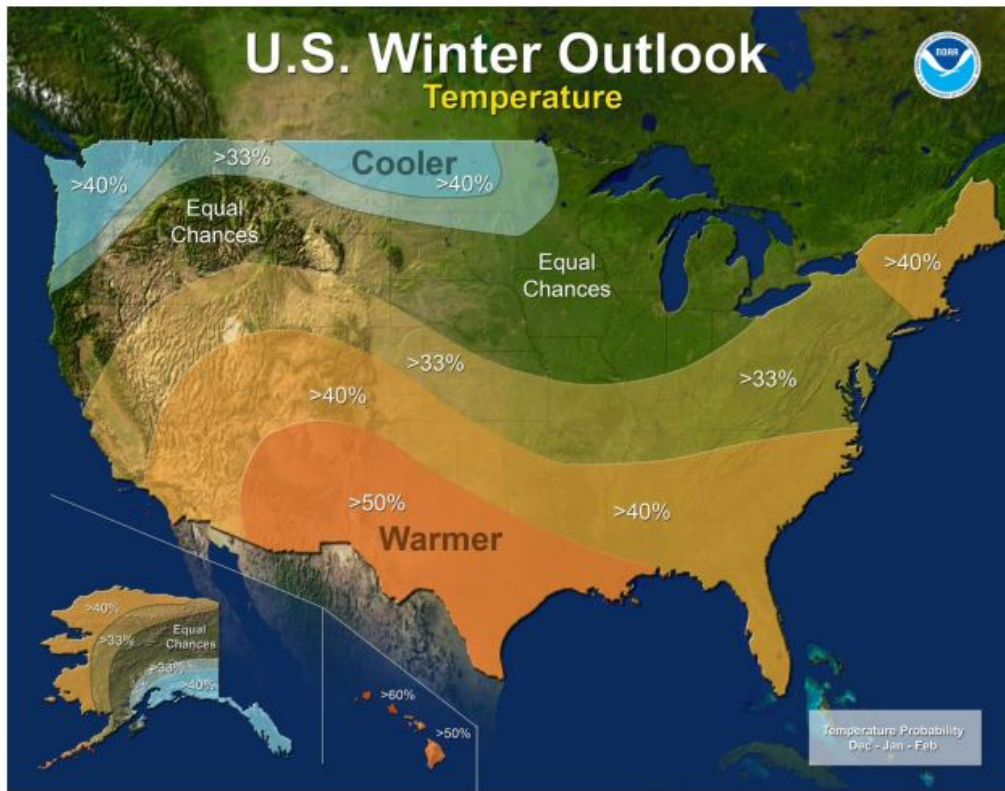 U.S. Winter Outlook
Temperature
NOAA
>33%
Cooler
>40%
>40%
Equal
Chances
Equal
Chances
>40%
>33%
>33%
>40%
>50%
>40%
Warmer
>40%
Equal
Chances
>33%
>33%
>40%
>60%
>50%
Temperature Probability
Dec - Jan - Feb